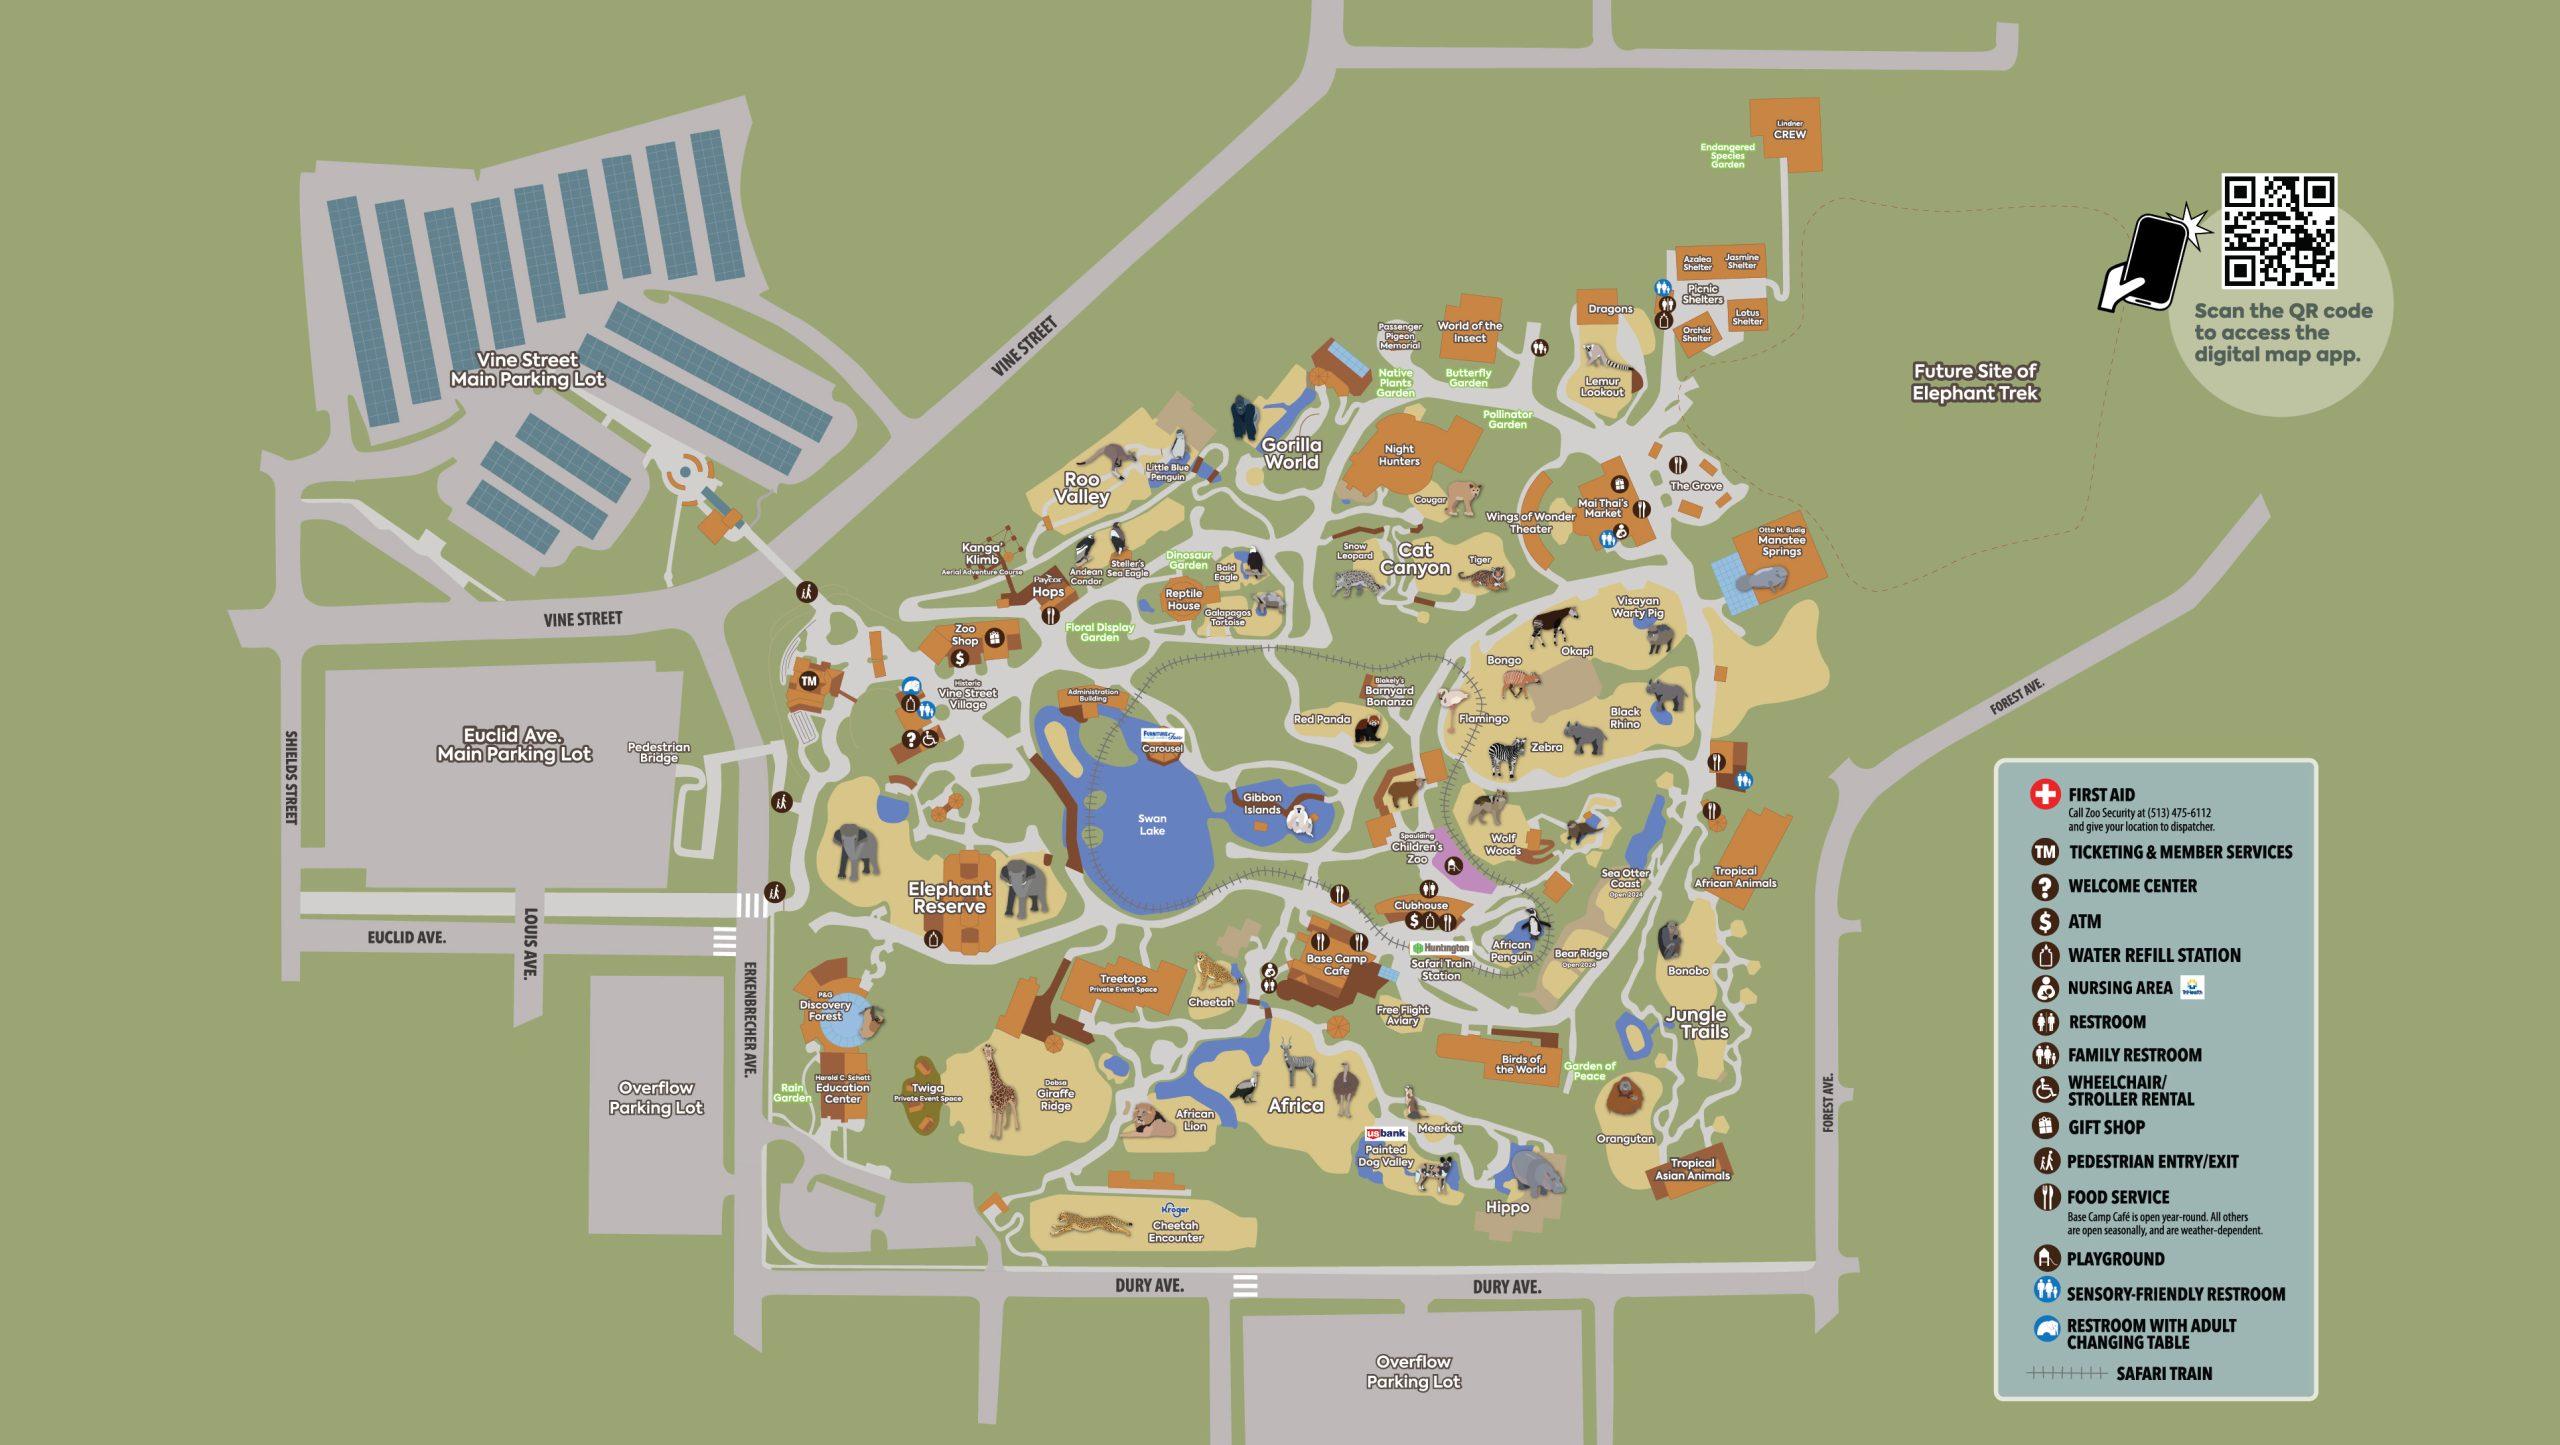 Lindner
CREW
Endangered
Species
Garden
Scan the QR code
to access the
digital map app.
Azalea
Shelter
Jasmine
Shelter
Picnic
Shelters
Lotus
Shelter
Orchid
Shelter
Dragons
Lemur
Lookout
Passenger
Pigeon
Memorial
World of the
Insect
Native
Plants
Garden
Butterfly
Garden
Pollinator
Garden
Future Site of
Elephant Trek
VINE STREET
Vine Street
Main Parking Lot
Gorilla
World
Night
Hunters
Cougar
Roo
Valley
Little Blue
Penguin
Wings of Wonder
Theater
Mai Thai's
Market
The Grove
Otto M. Budig
Manatee
Springs
Kanga
Klimb
Aerial Adventure Course
Paycor
Hops
Andean
Condor
Steller's
Sea Eagle
Dinosaur
Garden
Bald
Eagle
Reptile
House
Galapagos
Tortoise
Snow
Leopard
Cat
Canyon
Tiger
Visayan
Warty Pig
Okapi
Bongo
VINE STREET
Zoo
Shop
$
Floral Display
Garden
TM
Historic
Vine Street
Village
?
Administration
Building
Blakely's
Barnyard
Bonanza
Red Panda
Flamingo
Black
Rhino
Zebra
FOREST AVE.
SHIELDS STREET
Euclid Ave.
Main Parking Lot
Pedestrian
Bridge
FURNITURE Fair
Carousel
Swan
Lake
Gibbon
Islands
Spaulding
Children's
Zoo
Wolf
Woods
Sea Otter
Coast
Open 2024
Tropical
African Animals
Elephant
Reserve
Clubhouse
$
Huntington
Safari Train
Station
African
Penguin
Bear Ridge
Open 2024
Bonobo
EUCLID AVE.
LOUIS AVE.
ERKENBRECHER AVE.
Base Camp
Cafe
Treetops
Private Event Space
Cheetah
Free Flight
Aviary
P&G
Discovery
Forest
Jungle
Trails
Birds of
the World
Garden of
Peace
Overflow
Parking Lot
Rain
Garden
Harold C. Schott
Education
Center
Twiga
Private Event Space
Dobsa
Giraffe
Ridge
African
Lion
Africa
Meerkat
usbank
Painted
Dog Valley
Hippo
Orangutan
Tropical
Asian Animals
FOREST AVE.
Kroger
Cheetah
Encounter
DURY AVE.
DURY AVE.
Overflow
Parking Lot
FIRST AID
Call Zoo Security at (513) 475-6112
and give your location to dispatcher.
TM TICKETING & MEMBER SERVICES
? WELCOME CENTER
$ ATM
WATER REFILL STATION
NURSING AREA TriHealth
RESTROOM
FAMILY RESTROOM
WHEELCHAIR/
STROLLER RENTAL
GIFT SHOP
PEDESTRIAN ENTRY/EXIT
FOOD SERVICE
Base Camp Café is open year-round. All others
are open seasonally, and are weather-dependent.
PLAYGROUND
SENSORY-FRIENDLY RESTROOM
RESTROOM WITH ADULT
CHANGING TABLE
SAFARI TRAIN